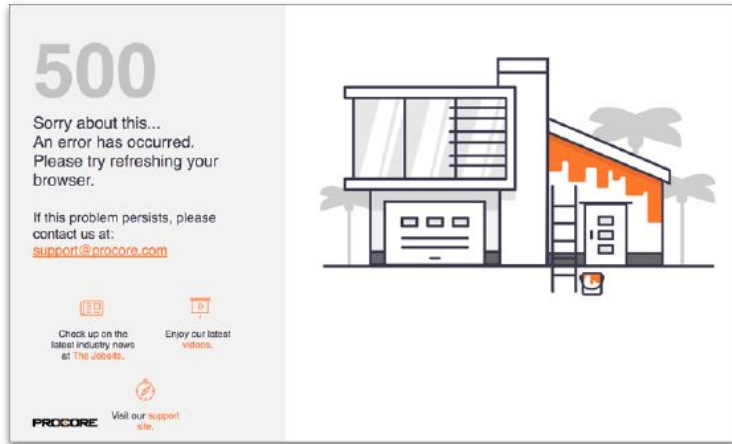 500
Sorry about this...
An error has occurred.
Please try refreshing your
browser.
If this problem persists, please
contact us at:
support@procore.com
Check up on the
latest industry news
at The Jobsite.
Enjoy our latest
videos.
Visit our support
site.
PROCORE